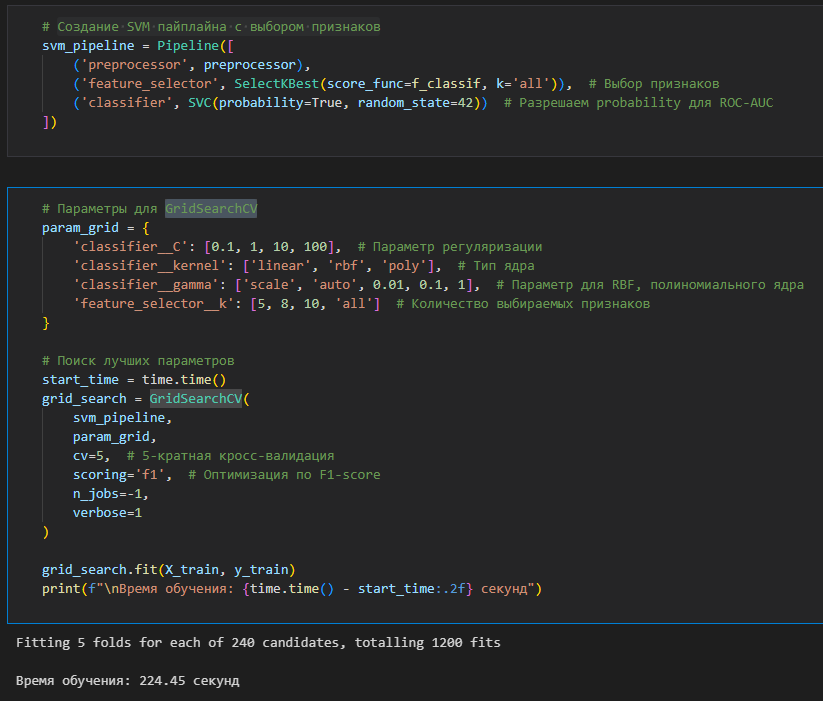 # Создание SVM пайплайна с выбором признаков
svm_pipeline = Pipeline([
    ('preprocessor', preprocessor),
    ('feature_selector', SelectKBest(score_func=f_classif, k='all')),  # Выбор признаков
    ('classifier', SVC(probability=True, random_state=42))  # Разрешаем probability для ROC-AUC
])
# Параметры для GridSearchCV
param_grid = {
    'classifier__C': [0.1, 1, 10, 100],  # Параметр регуляризации
    'classifier__kernel': ['linear', 'rbf', 'poly'],  # Тип ядра
    'classifier__gamma': ['scale', 'auto', 0.01, 0.1, 1],  # Параметр для RBF, полиномиального ядра
    'feature_selector__k': [5, 8, 10, 'all']  # Количество выбираемых признаков
}
# Поиск лучших параметров
start_time = time.time()
grid_search = GridSearchCV(
    svm_pipeline,
    param_grid,
    cv=5,  # 5-кратная кросс-валидация
    scoring='f1',  # Оптимизация по F1-score
    n_jobs=-1,
    verbose=1
)
grid_search.fit(X_train, y_train)
print(f"\nВремя обучения: {time.time() - start_time:.2f} секунд")
Fitting 5 folds for each of 240 candidates, totalling 1200 fits
Время обучения: 224.45 секунд